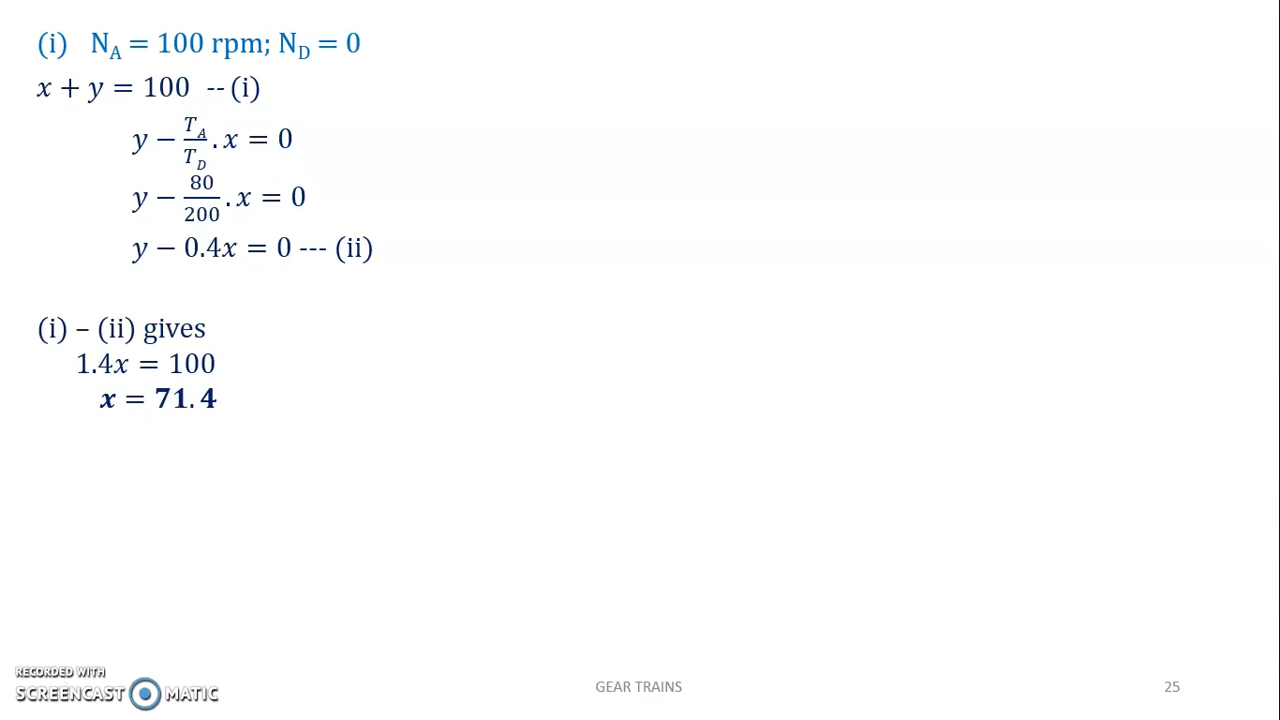 (i) N_A = 100 rpm; N_D = 0
x + y = 100 -- (i)
y − T_A/T_D . x = 0
y − 80/200 . x = 0
y − 0.4x = 0 --- (ii)
(i) – (ii) gives
1.4x = 100
x = 71.4
RECORDED WITH
SCREENCAST MATIC
GEAR TRAINS
25